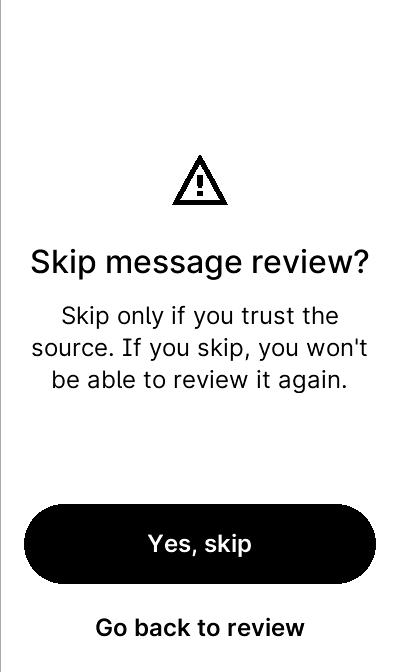 Skip message review?
Skip only if you trust the
source. If you skip, you won't
be able to review it again.
Yes, skip
Go back to review